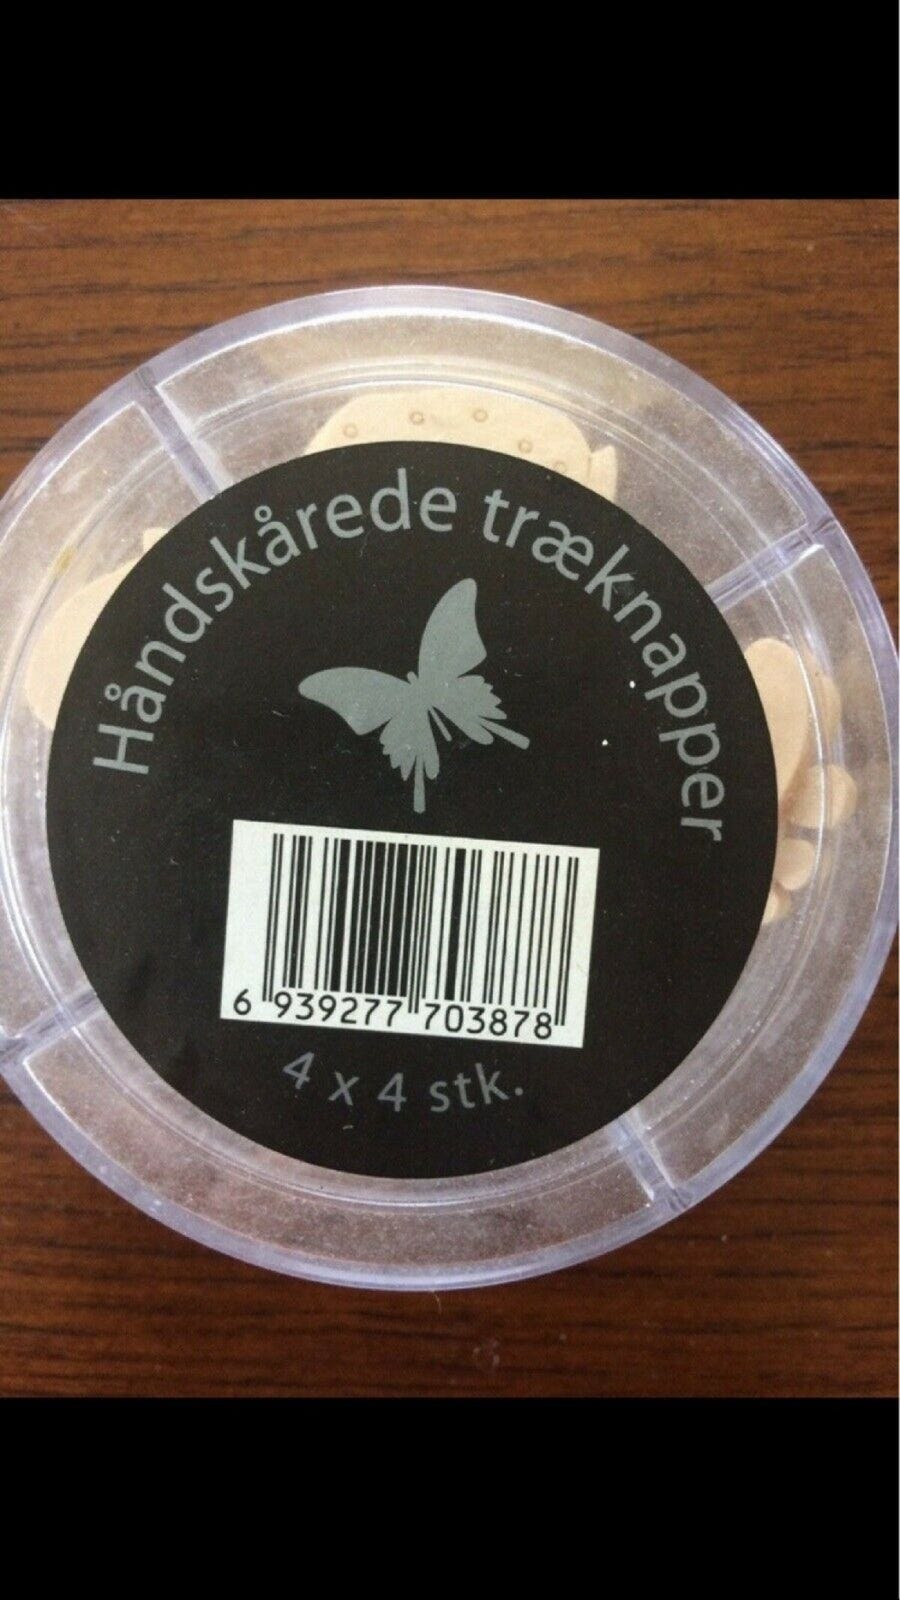 Håndskårede træknapper
6 939277 703878
4 x 4 stk.